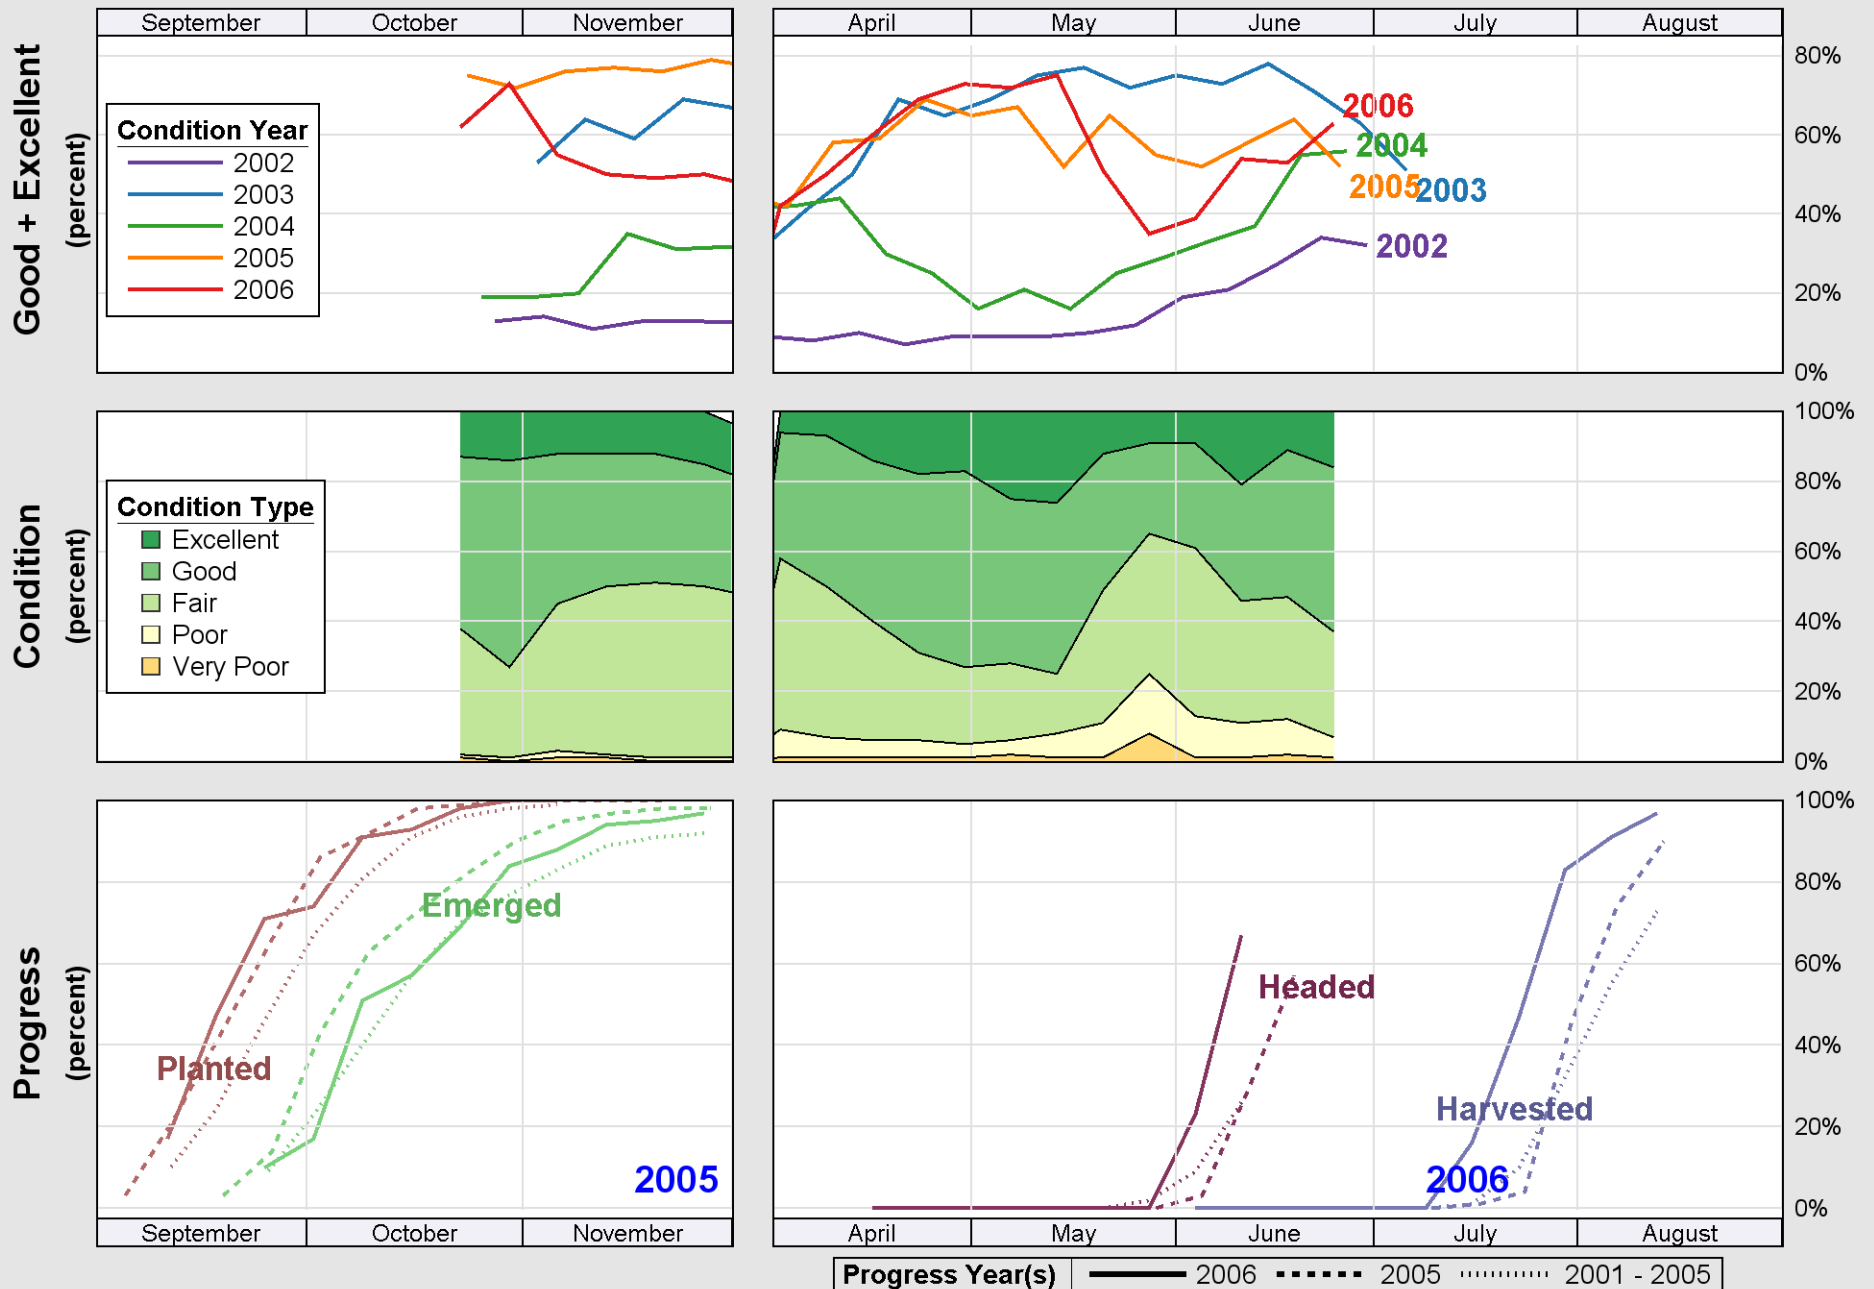 September October November April May June July August
Good + Excellent
(percent)
Condition Year
2002
2003
2004
2005
2006
2006
2004
2005
2003
2002
80%
60%
40%
20%
0%
Condition
(percent)
Condition Type
Excellent
Good
Fair
Poor
Very Poor
100%
80%
60%
40%
20%
0%
Progress
(percent)
Planted
Emerged
2005
Headed
Harvested
2006
100%
80%
60%
40%
20%
0%
September October November April May June July August
Progress Year(s) 2006 2005 2001 - 2005